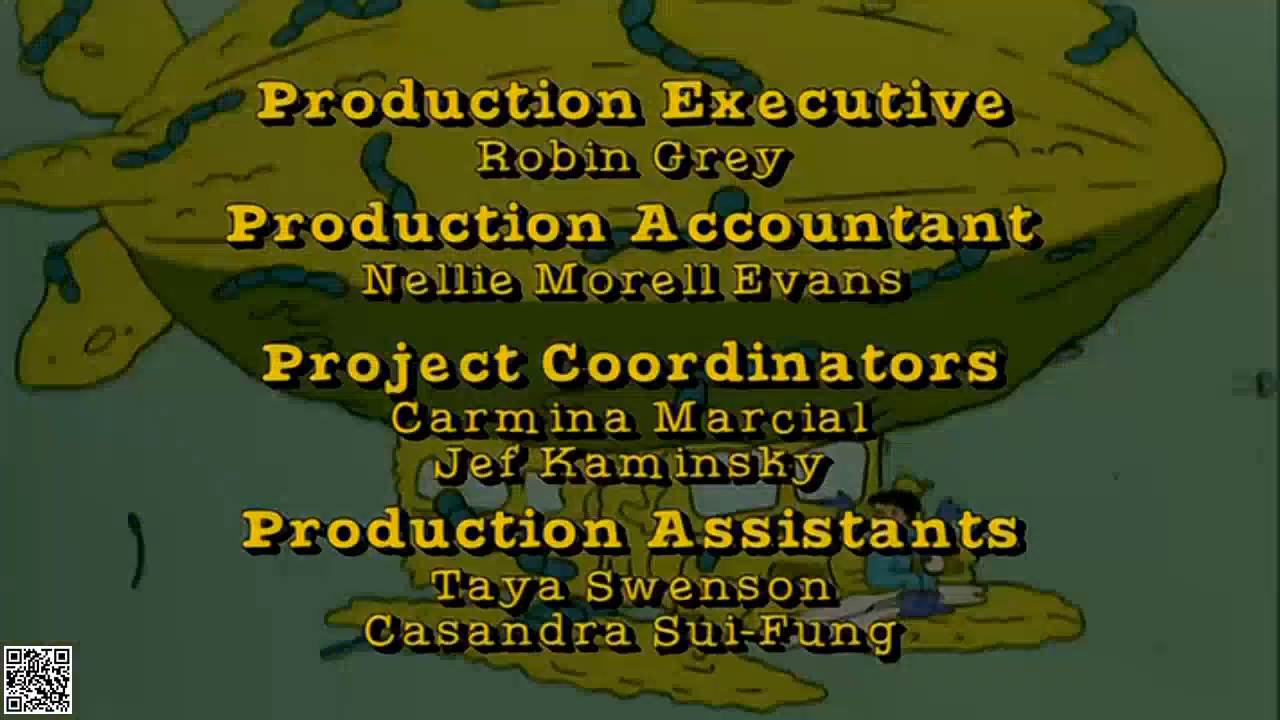 Production Executive
Robin Grey
Production Accountant
Nellie Morell Evans
Project Coordinators
Carmina Marcial
Jef Kaminsky
Production Assistants
Taya Swenson
Casandra Sui-Fung